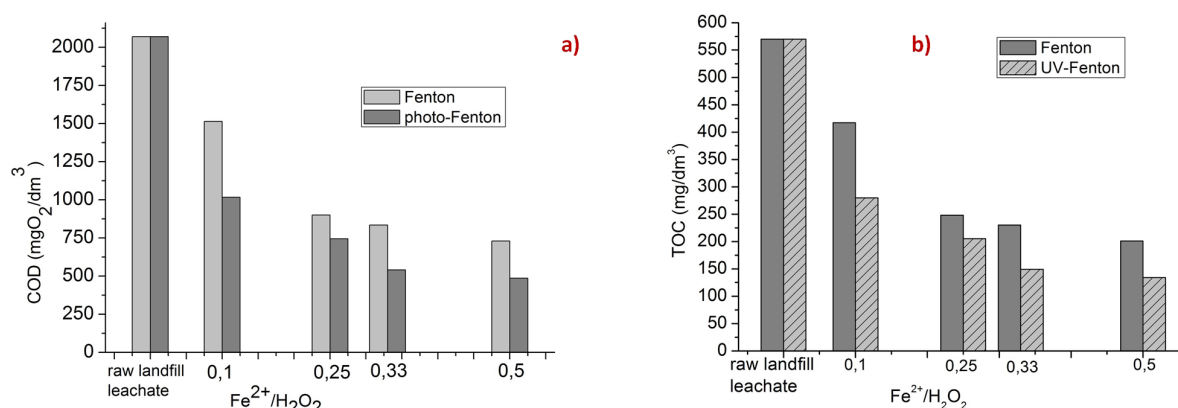 a)
Fenton
photo-Fenton
COD (mgO₂/dm³)
2000
1750
1500
1250
1000
750
500
250
0
raw landfill
leachate
0,1
0,25
0,33
0,5
Fe²⁺/H₂O₂
b)
Fenton
UV-Fenton
TOC (mg/dm³)
600
550
500
450
400
350
300
250
200
150
100
50
0
raw landfill
leachate
0,1
0,25
0,33
0,5
Fe²⁺/H₂O₂